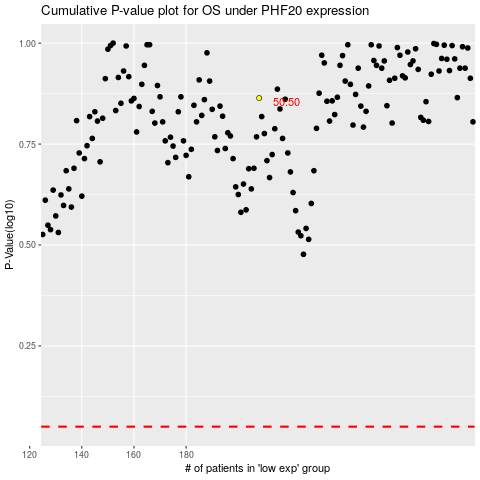 Cumulative P-value plot for OS under PHF20 expression
P-Value(log10)
1.00
0.75
0.50
0.25
50:50
120 140 160 180
# of patients in 'low exp' group